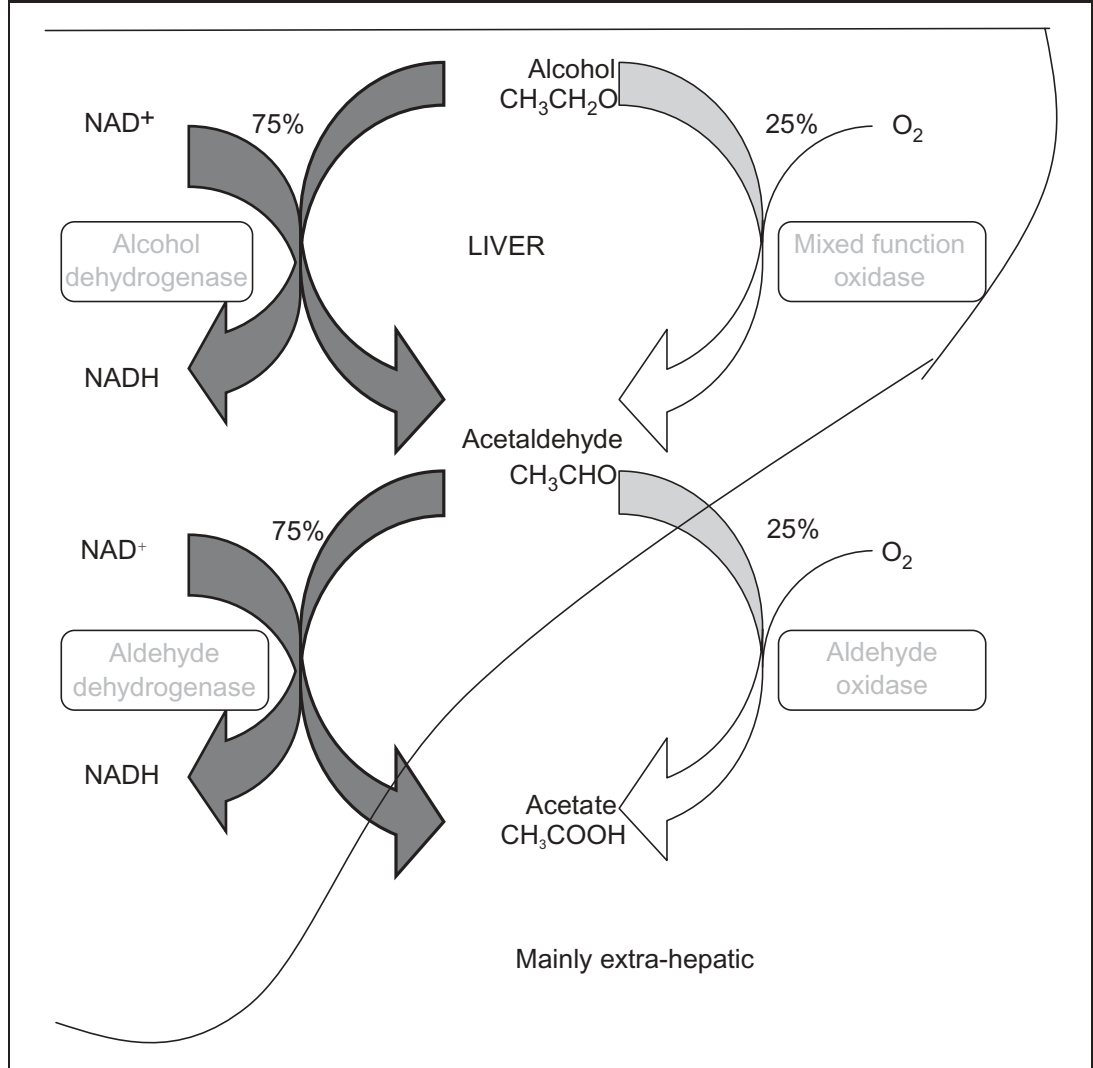 Alcohol
CH₃CH₂O
NAD⁺
75%
25%
O₂
Alcohol
dehydrogenase
LIVER
Mixed function
oxidase
NADH
Acetaldehyde
CH₃CHO
75%
25%
NAD⁺
O₂
Aldehyde
dehydrogenase
Aldehyde
oxidase
NADH
Acetate
CH₃COOH
Mainly extra-hepatic